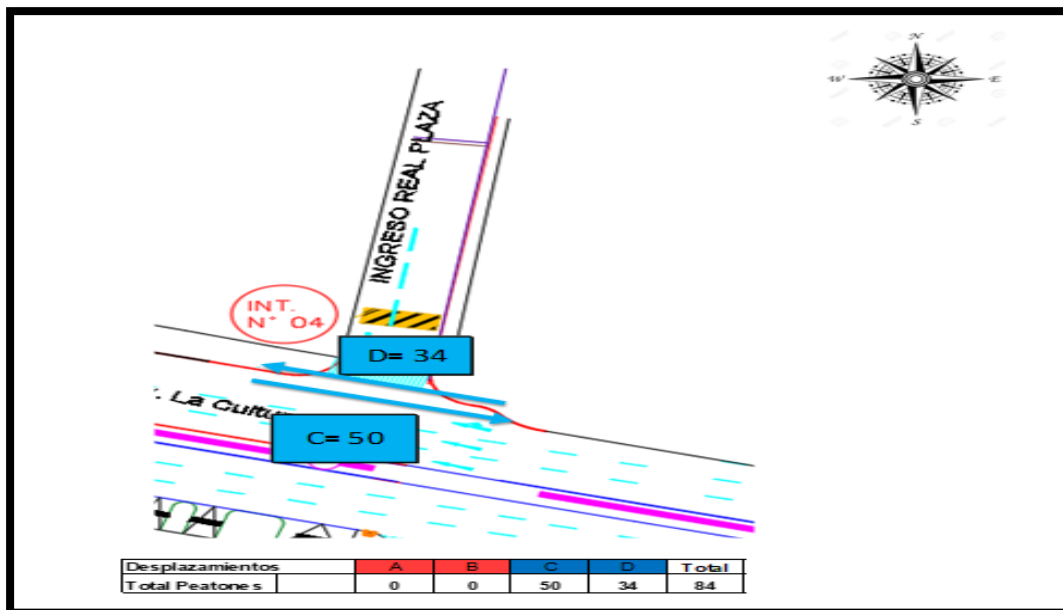 N
W E
S
INGRESO REAL PLAZA
INT.
N° 04
D= 34
. La Cultu
C= 50
Desplazamientos A B C D Total
Total Peatones 0 0 50 34 84